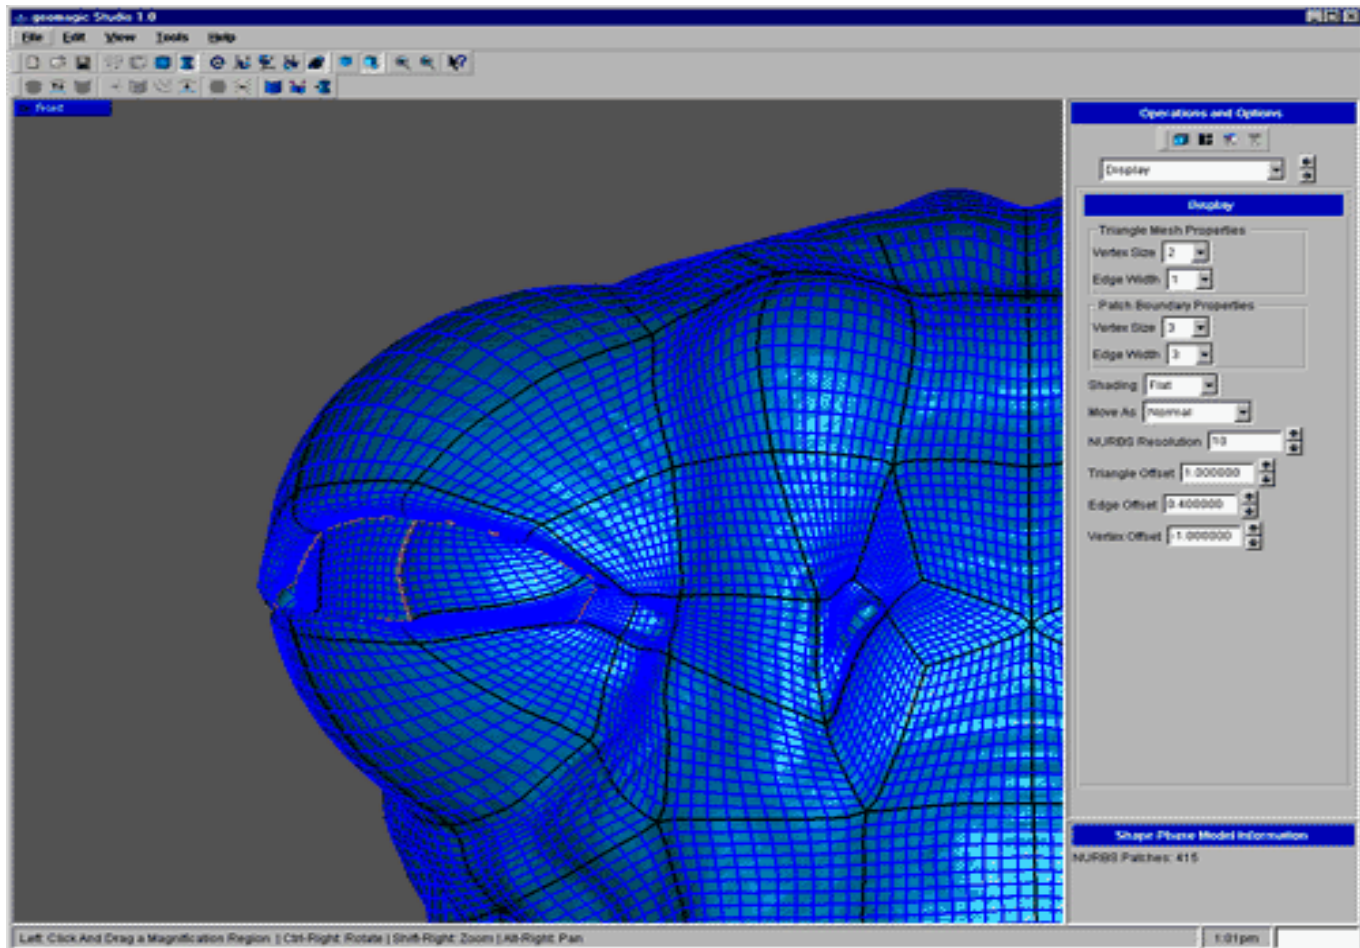 geomagic Studio 1.0
File Edit View Tools Help
front
Operations and Options
Display
Display
Triangle Mesh Properties
Vertex Size 2
Edge Width 1
Patch Boundary Properties
Vertex Size 3
Edge Width 3
Shading Flat
Move As Normal
NURBS Resolution 10
Triangle Offset 1.000000
Edge Offset 0.400000
Vertex Offset -1.000000
Shape Phase Model Information
NURBS Patches: 415
Left: Click And Drag a Magnification Region | Ctrl-Right: Rotate | Shift-Right: Zoom | Alt-Right: Pan
1:01pm